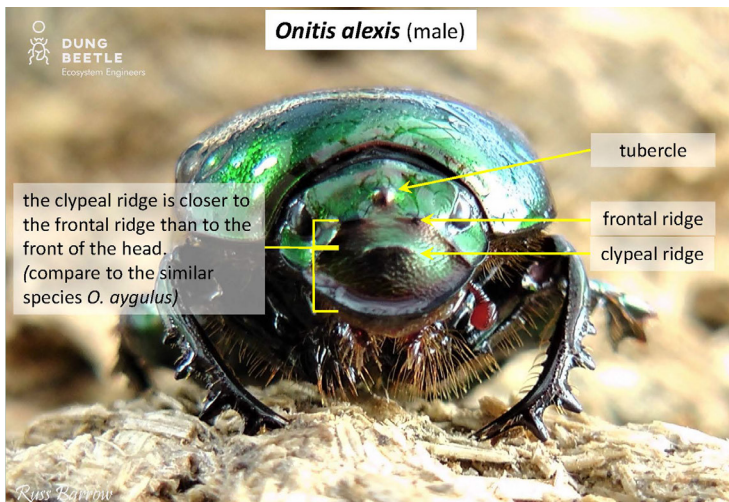 Onitis alexis (male)
DUNG
BEETLE
Ecosystem Engineers
tubercle
the clypeal ridge is closer to
the frontal ridge than to the
front of the head.
(compare to the similar
species O. aygulus)
frontal ridge
clypeal ridge
Russ Barrow